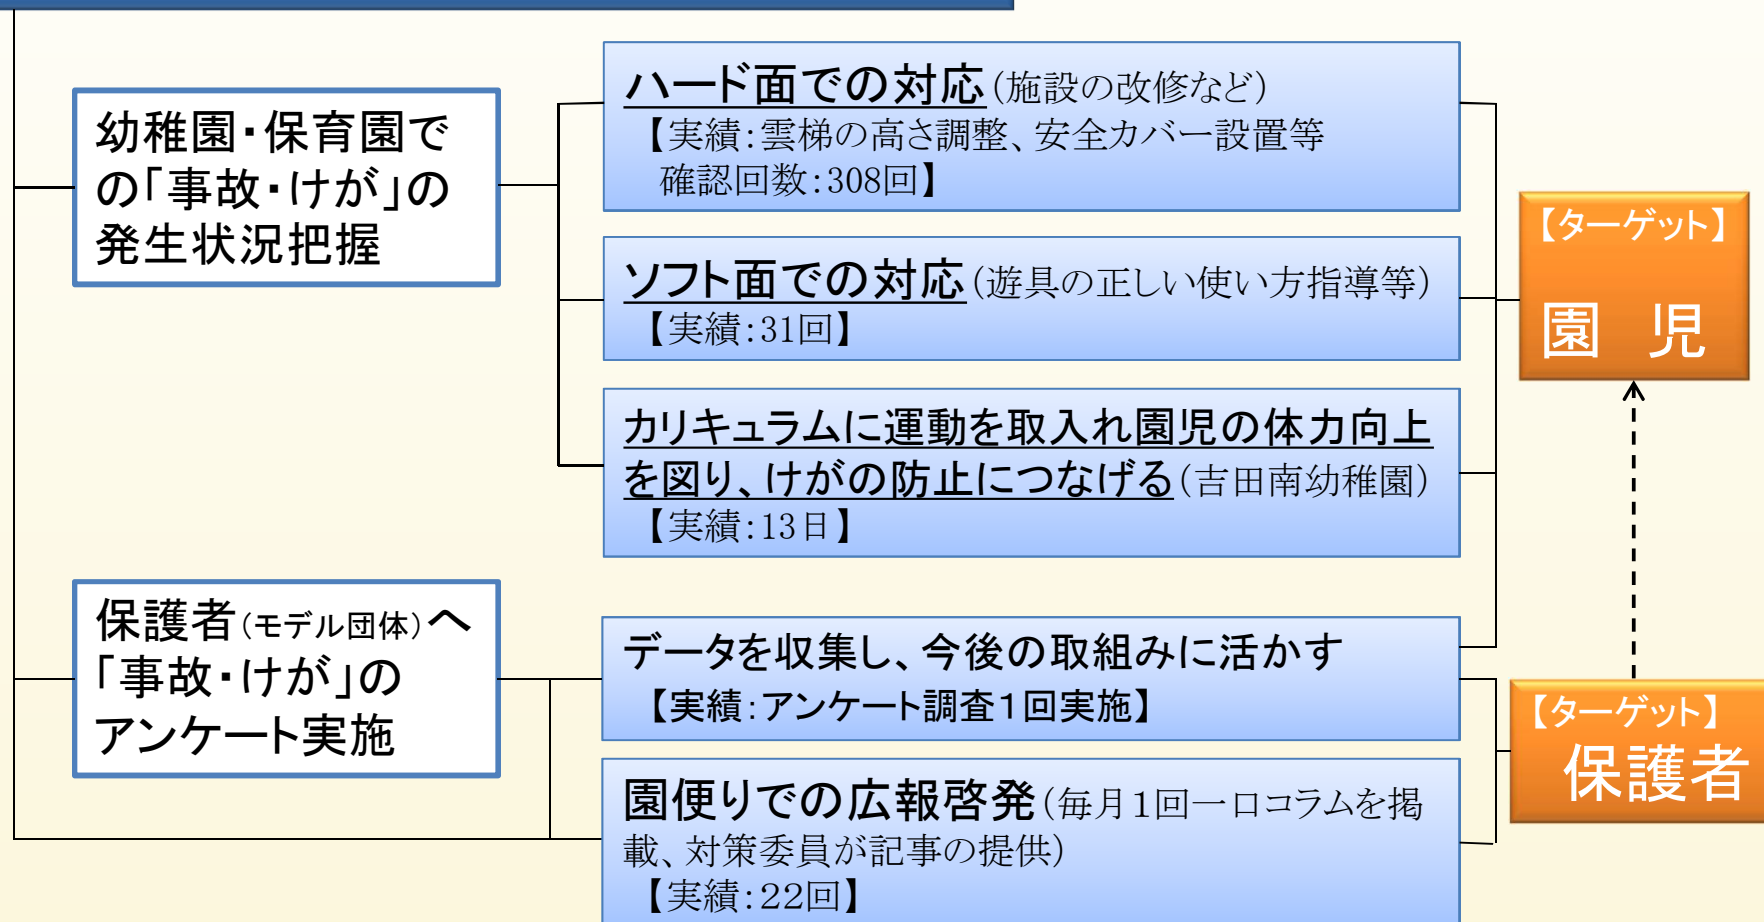 幼稚園・保育園で
の「事故・けが」の
発生状況把握
ハード面での対応（施設の改修など）
【実績：雲梯の高さ調整、安全カバー設置等
確認回数：308回】
ソフト面での対応（遊具の正しい使い方指導等）
【実績：31回】
カリキュラムに運動を取入れ園児の体力向上
を図り、けがの防止につなげる（吉田南幼稚園）
【実績：13日】
【ターゲット】
園　児
保護者（モデル団体）へ
「事故・けが」の
アンケート実施
データを収集し、今後の取組みに活かす
【実績：アンケート調査１回実施】
園便りでの広報啓発（毎月１回一口コラムを掲
載、対策委員が記事の提供）
【実績：２２回】
【ターゲット】
保護者